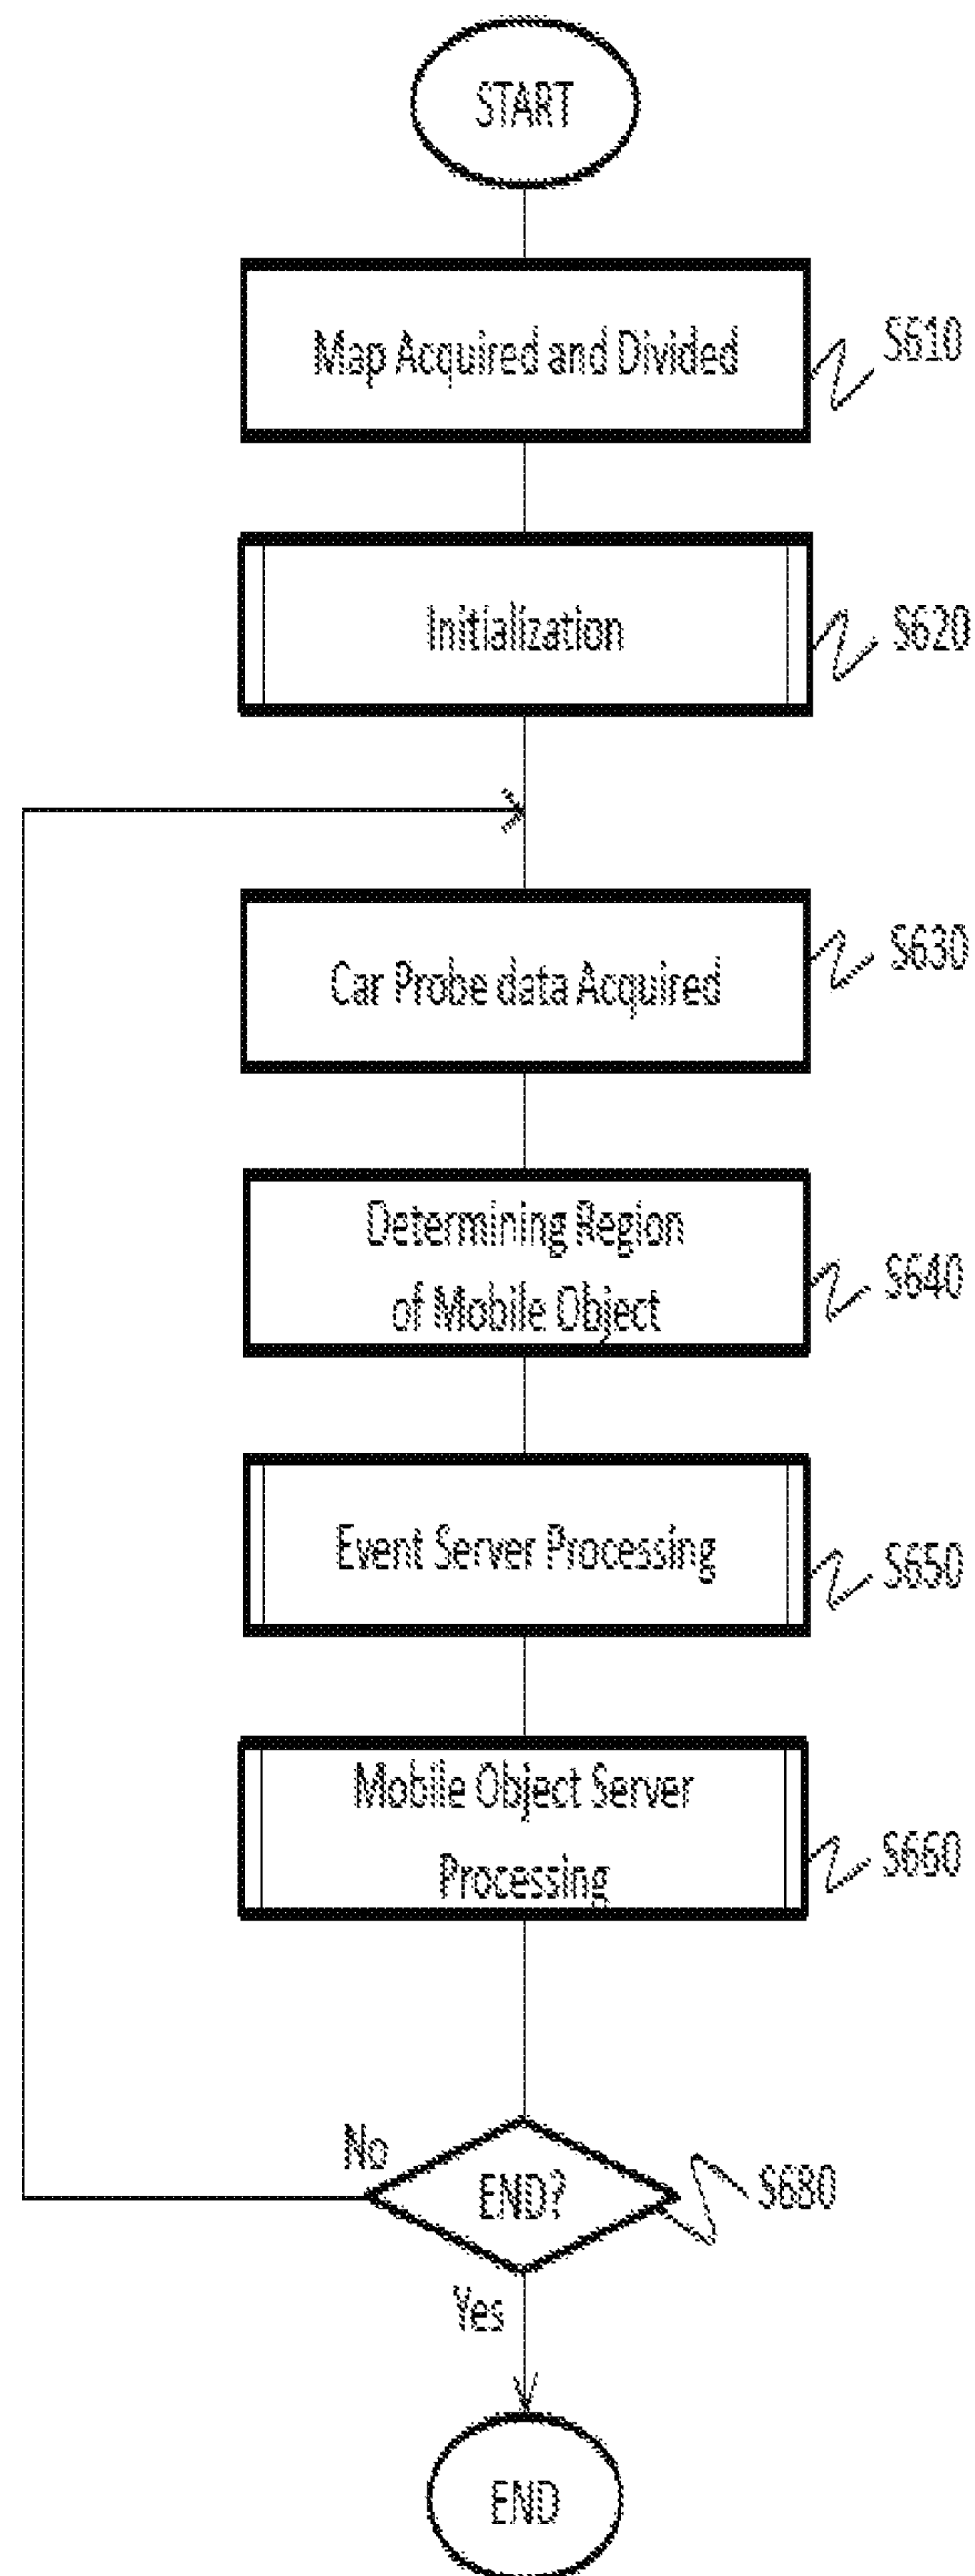 START
Map Acquired and Divided
S610
Initialization
S620
Car Probe data Acquired
S630
Determining Region
of Mobile Object
S640
Event Server Processing
S650
Mobile Object Server
Processing
S660
No
END?
S680
Yes
END